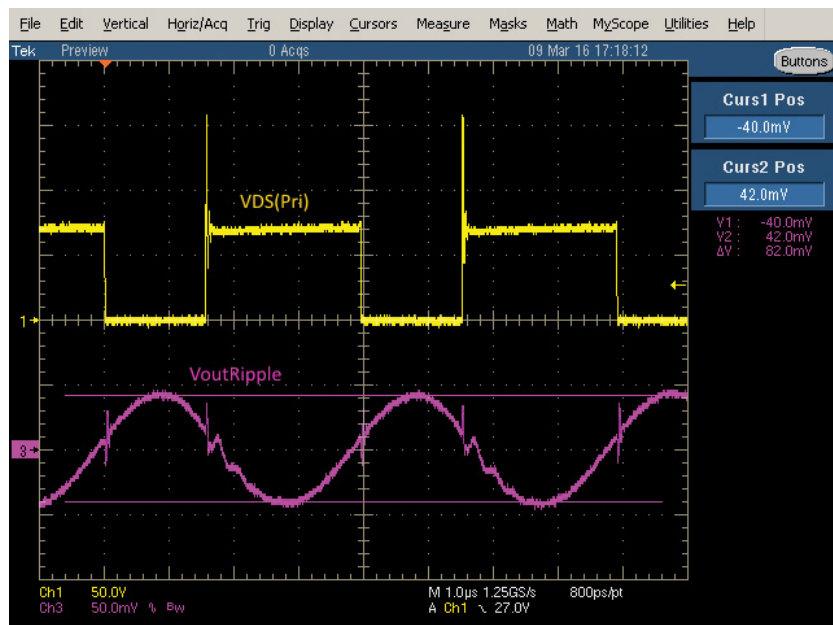 File Edit Vertical Horiz/Acq Trig Display Cursors Measure Masks Math MyScope Utilities Help
Tek Preview 0 Acqs 09 Mar 16 17:18:12
Buttons
Curs1 Pos
-40.0mV
Curs2 Pos
42.0mV
V1 : -40.0mV
V2 : 42.0mV
ΔV : 82.0mV
VDS(Pri)
1
VoutRipple
3
Ch1 50.0V M 1.0µs 1.25GS/s 800ps/pt
Ch3 50.0mV ∿ Bw A Ch1 ∖ 27.0V